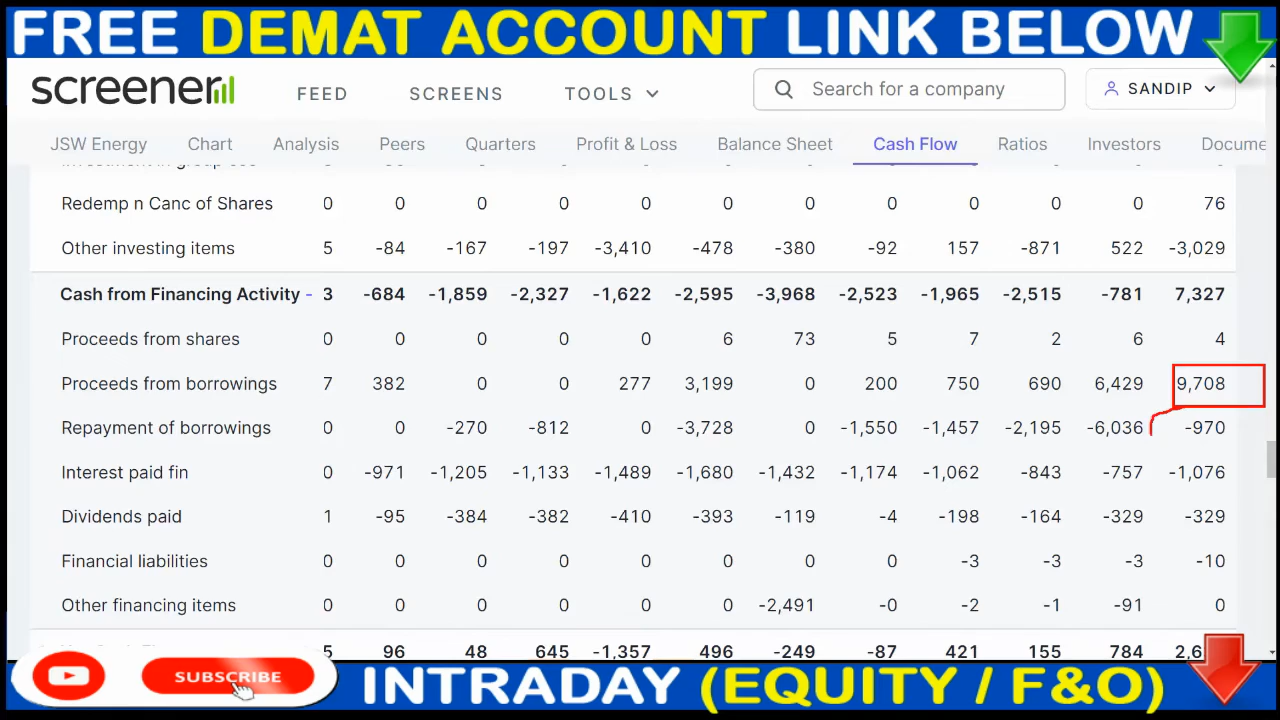 FREE DEMAT ACCOUNT LINK BELOW
screener FEED SCREENS TOOLS Search for a company SANDIP
JSW Energy Chart Analysis Peers Quarters Profit & Loss Balance Sheet Cash Flow Ratios Investors Docume
Redemp n Canc of Shares 0 0 0 0 0 0 0 0 0 0 0 76
Other investing items 5 -84 -167 -197 -3,410 -478 -380 -92 157 -871 522 -3,029
Cash from Financing Activity - 3 -684 -1,859 -2,327 -1,622 -2,595 -3,968 -2,523 -1,965 -2,515 -781 7,327
Proceeds from shares 0 0 0 0 0 6 73 5 7 2 6 4
Proceeds from borrowings 7 382 0 0 277 3,199 0 200 750 690 6,429 9,708
Repayment of borrowings 0 0 -270 -812 0 -3,728 0 -1,550 -1,457 -2,195 -6,036 -970
Interest paid fin 0 -971 -1,205 -1,133 -1,489 -1,680 -1,432 -1,174 -1,062 -843 -757 -1,076
Dividends paid 1 -95 -384 -382 -410 -393 -119 -4 -198 -164 -329 -329
Financial liabilities 0 0 0 0 0 0 0 0 -3 -3 -3 -10
Other financing items 0 0 0 0 0 0 -2,491 -0 -2 -1 -91 0
5 96 48 645 -1,357 496 -249 -87 421 155 784
SUBSCRIBE INTRADAY (EQUITY / F&O)